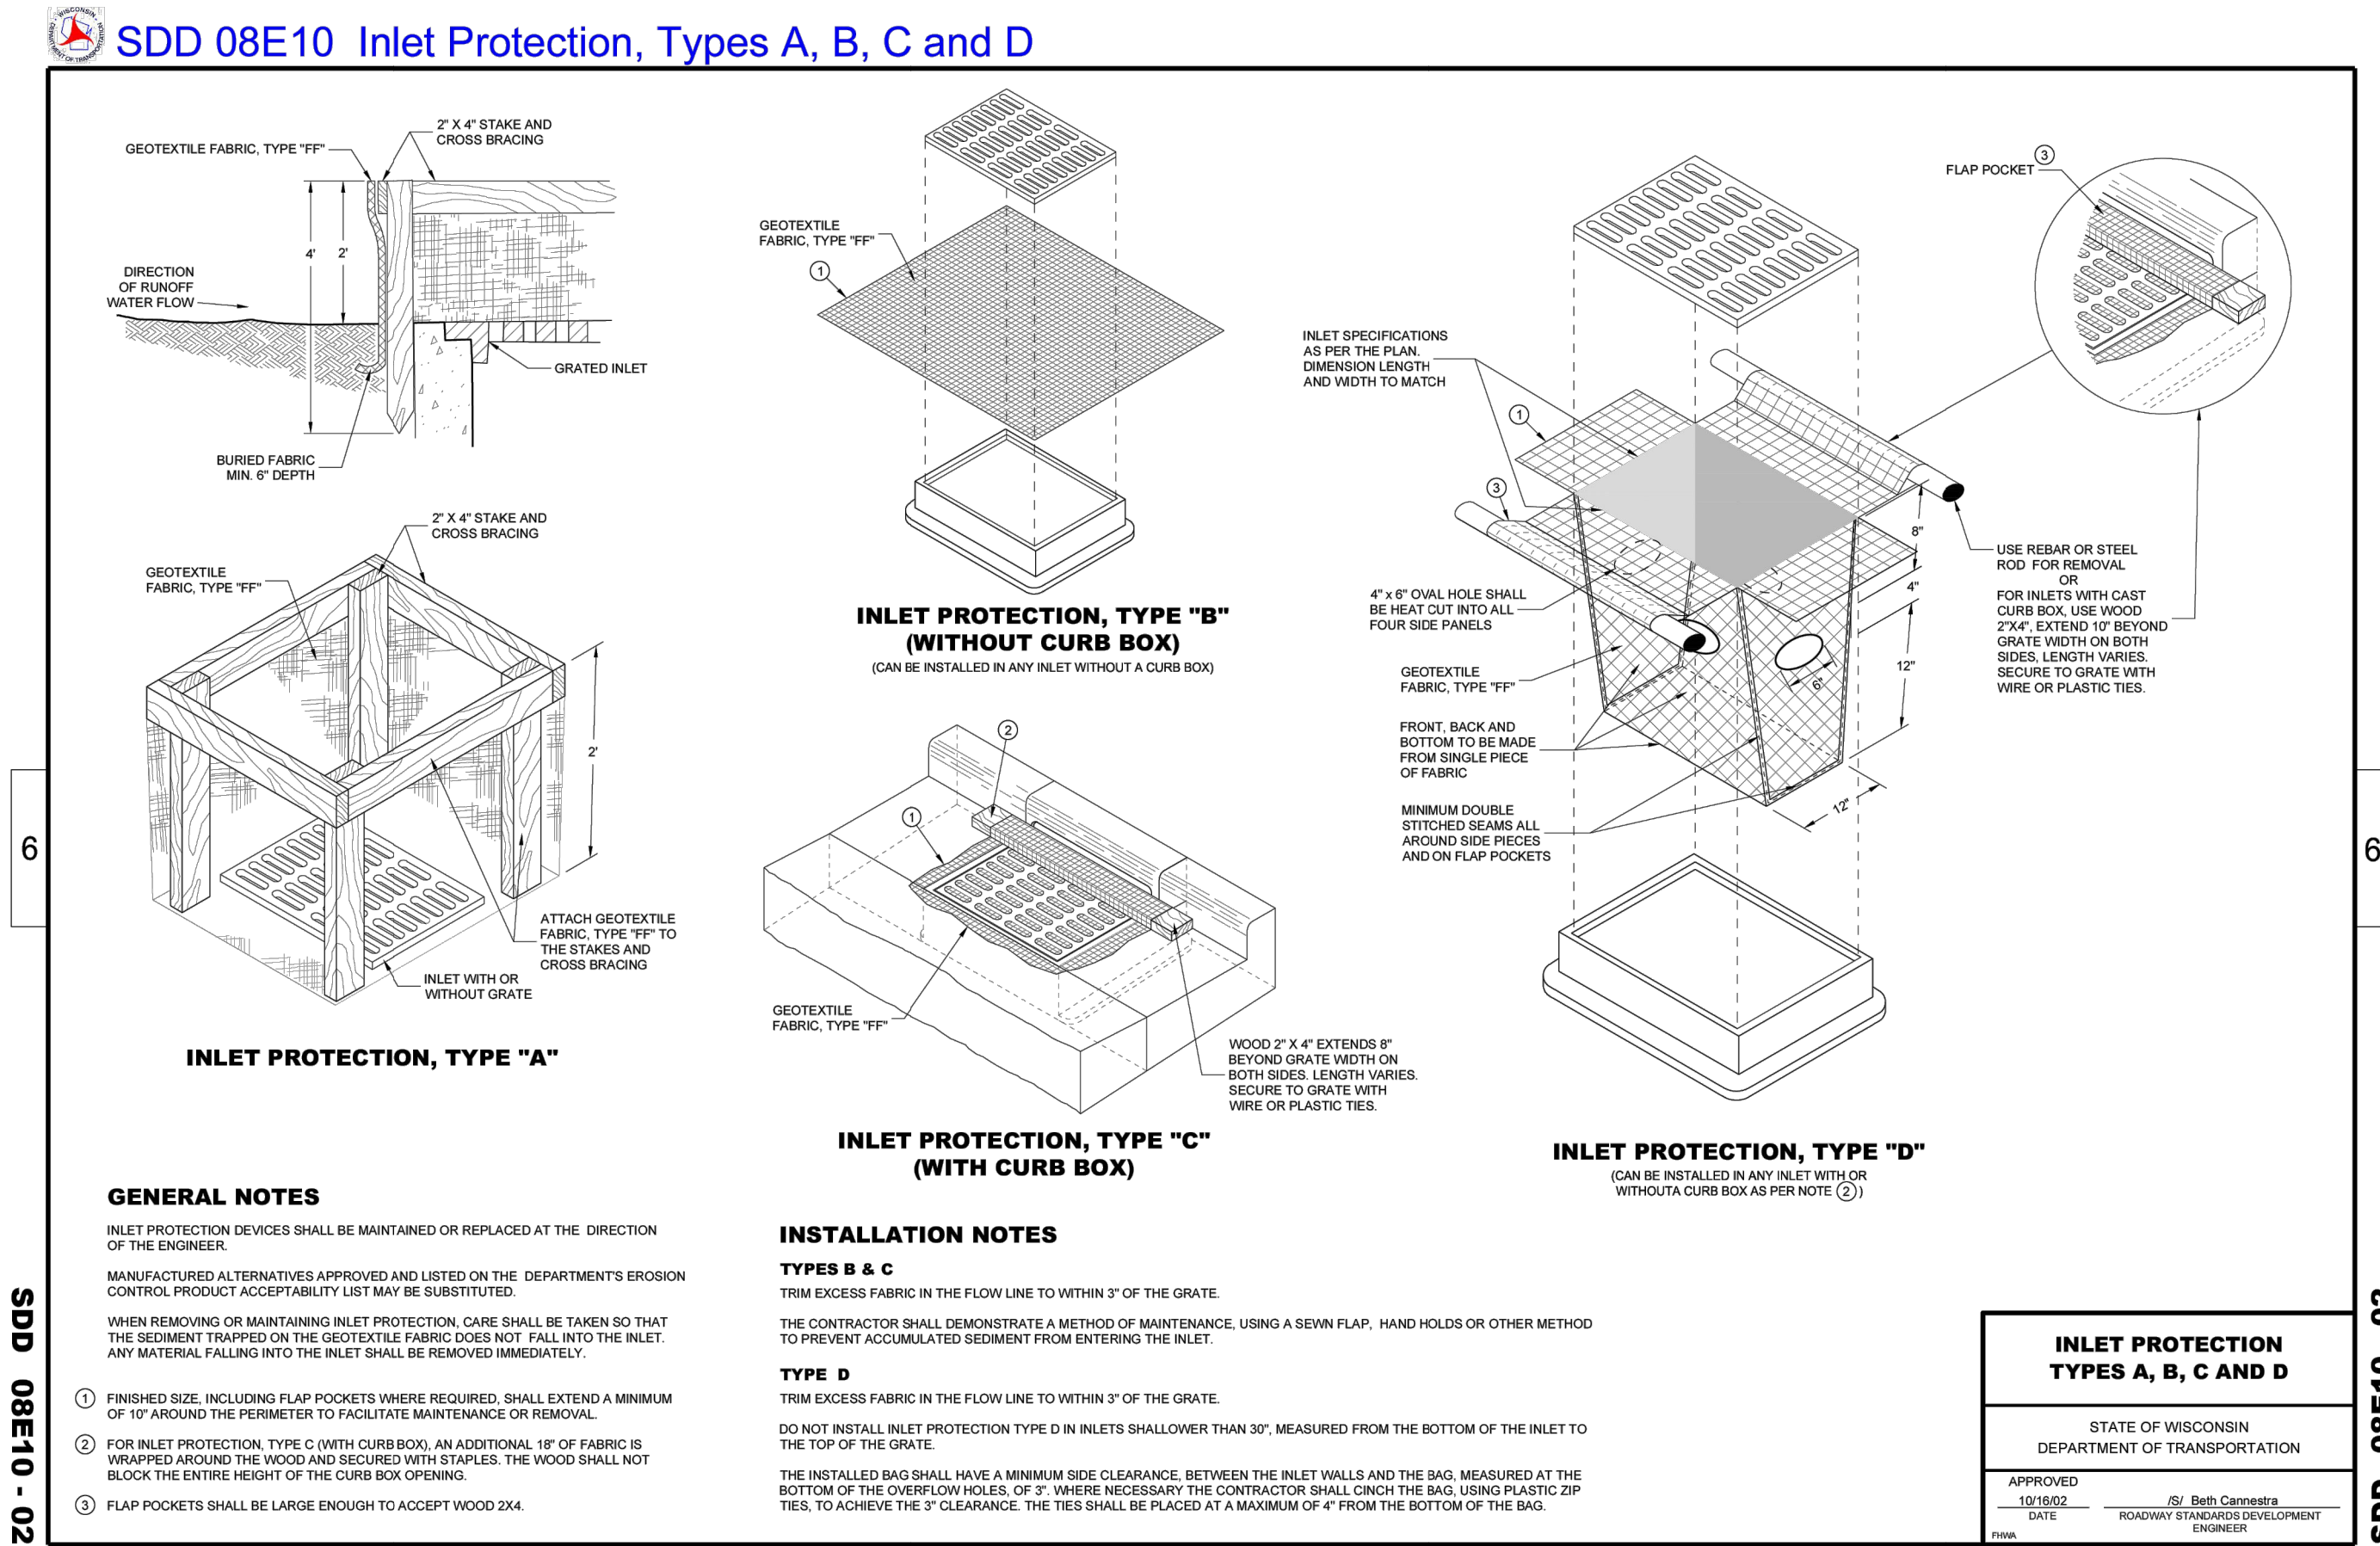 WISCONSIN
DEPARTMENT OF TRANSPORTATION
SDD 08E10  Inlet Protection, Types A, B, C and D
2" X 4" STAKE AND
CROSS BRACING
GEOTEXTILE FABRIC, TYPE "FF"
4'
2'
DIRECTION
OF RUNOFF
WATER FLOW
GRATED INLET
BURIED FABRIC
MIN. 6" DEPTH
2" X 4" STAKE AND
CROSS BRACING
GEOTEXTILE
FABRIC, TYPE "FF"
2'
ATTACH GEOTEXTILE
FABRIC, TYPE "FF" TO
THE STAKES AND
CROSS BRACING
INLET WITH OR
WITHOUT GRATE
INLET PROTECTION, TYPE "A"
GEOTEXTILE
FABRIC, TYPE "FF"
1
INLET PROTECTION, TYPE "B"
(WITHOUT CURB BOX)
(CAN BE INSTALLED IN ANY INLET WITHOUT A CURB BOX)
2
1
GEOTEXTILE
FABRIC, TYPE "FF"
WOOD 2" X 4" EXTENDS 8"
BEYOND GRATE WIDTH ON
BOTH SIDES. LENGTH VARIES.
SECURE TO GRATE WITH
WIRE OR PLASTIC TIES.
INLET PROTECTION, TYPE "C"
(WITH CURB BOX)
3
FLAP POCKET
INLET SPECIFICATIONS
AS PER THE PLAN.
DIMENSION LENGTH
AND WIDTH TO MATCH
1
3
8"
4"
12"
6"
12"
USE REBAR OR STEEL
ROD  FOR REMOVAL
OR
FOR INLETS WITH CAST
CURB BOX, USE WOOD
2"X4", EXTEND 10" BEYOND
GRATE WIDTH ON BOTH
SIDES, LENGTH VARIES.
SECURE TO GRATE WITH
WIRE OR PLASTIC TIES.
4" x 6" OVAL HOLE SHALL
BE HEAT CUT INTO ALL
FOUR SIDE PANELS
GEOTEXTILE
FABRIC, TYPE "FF"
FRONT, BACK AND
BOTTOM TO BE MADE
FROM SINGLE PIECE
OF FABRIC
MINIMUM DOUBLE
STITCHED SEAMS ALL
AROUND SIDE PIECES
AND ON FLAP POCKETS
INLET PROTECTION, TYPE "D"
(CAN BE INSTALLED IN ANY INLET WITH OR
WITHOUTA CURB BOX AS PER NOTE 2 )
GENERAL NOTES
INLET PROTECTION DEVICES SHALL BE MAINTAINED OR REPLACED AT THE  DIRECTION
OF THE ENGINEER.
MANUFACTURED ALTERNATIVES APPROVED AND LISTED ON THE  DEPARTMENT'S EROSION
CONTROL PRODUCT ACCEPTABILITY LIST MAY BE SUBSTITUTED.
WHEN REMOVING OR MAINTAINING INLET PROTECTION, CARE SHALL BE TAKEN SO THAT
THE SEDIMENT TRAPPED ON THE GEOTEXTILE FABRIC DOES NOT  FALL INTO THE INLET.
ANY MATERIAL FALLING INTO THE INLET SHALL BE REMOVED IMMEDIATELY.
1 FINISHED SIZE, INCLUDING FLAP POCKETS WHERE REQUIRED, SHALL EXTEND A MINIMUM
OF 10" AROUND THE PERIMETER TO FACILITATE MAINTENANCE OR REMOVAL.
2 FOR INLET PROTECTION, TYPE C (WITH CURB BOX), AN ADDITIONAL 18" OF FABRIC IS
WRAPPED AROUND THE WOOD AND SECURED WITH STAPLES. THE WOOD SHALL NOT
BLOCK THE ENTIRE HEIGHT OF THE CURB BOX OPENING.
3 FLAP POCKETS SHALL BE LARGE ENOUGH TO ACCEPT WOOD 2X4.
INSTALLATION NOTES
TYPES B & C
TRIM EXCESS FABRIC IN THE FLOW LINE TO WITHIN 3" OF THE GRATE.
THE CONTRACTOR SHALL DEMONSTRATE A METHOD OF MAINTENANCE, USING A SEWN FLAP,  HAND HOLDS OR OTHER METHOD
TO PREVENT ACCUMULATED SEDIMENT FROM ENTERING THE INLET.
TYPE  D
TRIM EXCESS FABRIC IN THE FLOW LINE TO WITHIN 3" OF THE GRATE.
DO NOT INSTALL INLET PROTECTION TYPE D IN INLETS SHALLOWER THAN 30", MEASURED FROM THE BOTTOM OF THE INLET TO
THE TOP OF THE GRATE.
THE INSTALLED BAG SHALL HAVE A MINIMUM SIDE CLEARANCE, BETWEEN THE INLET WALLS AND THE BAG, MEASURED AT THE
BOTTOM OF THE OVERFLOW HOLES, OF 3". WHERE NECESSARY THE CONTRACTOR SHALL CINCH THE BAG, USING PLASTIC ZIP
TIES, TO ACHIEVE THE 3" CLEARANCE. THE TIES SHALL BE PLACED AT A MAXIMUM OF 4" FROM THE BOTTOM OF THE BAG.
INLET PROTECTION
TYPES A, B, C AND D
STATE OF WISCONSIN
DEPARTMENT OF TRANSPORTATION
APPROVED
10/16/02
DATE
/S/  Beth Cannestra
ROADWAY STANDARDS DEVELOPMENT
ENGINEER
FHWA
6
SDD  08E10 - 02
6